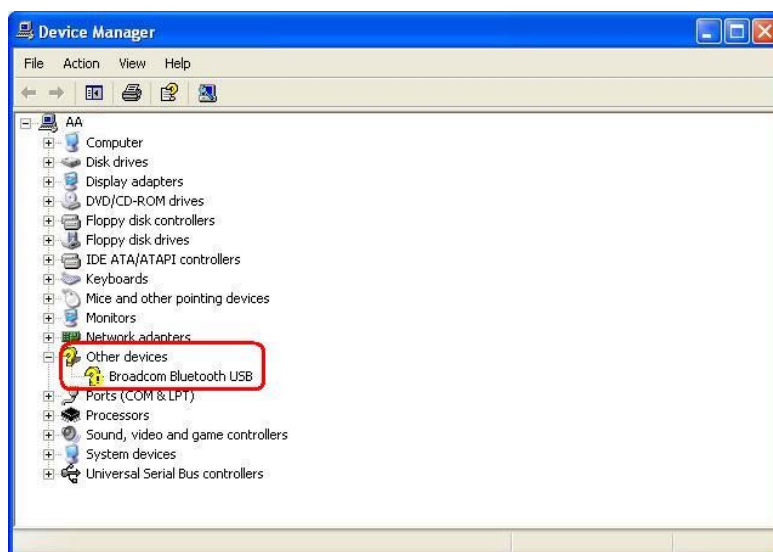 Device Manager
File Action View Help
AA
Computer
Disk drives
Display adapters
DVD/CD-ROM drives
Floppy disk controllers
Floppy disk drives
IDE ATA/ATAPI controllers
Keyboards
Mice and other pointing devices
Monitors
Network adapters
Other devices
Broadcom Bluetooth USB
Ports (COM & LPT)
Processors
Sound, video and game controllers
System devices
Universal Serial Bus controllers